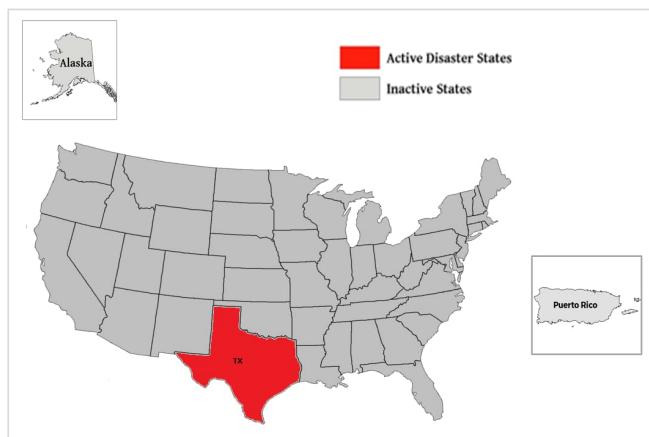 Alaska
Active Disaster States
Inactive States
Puerto Rico
TX